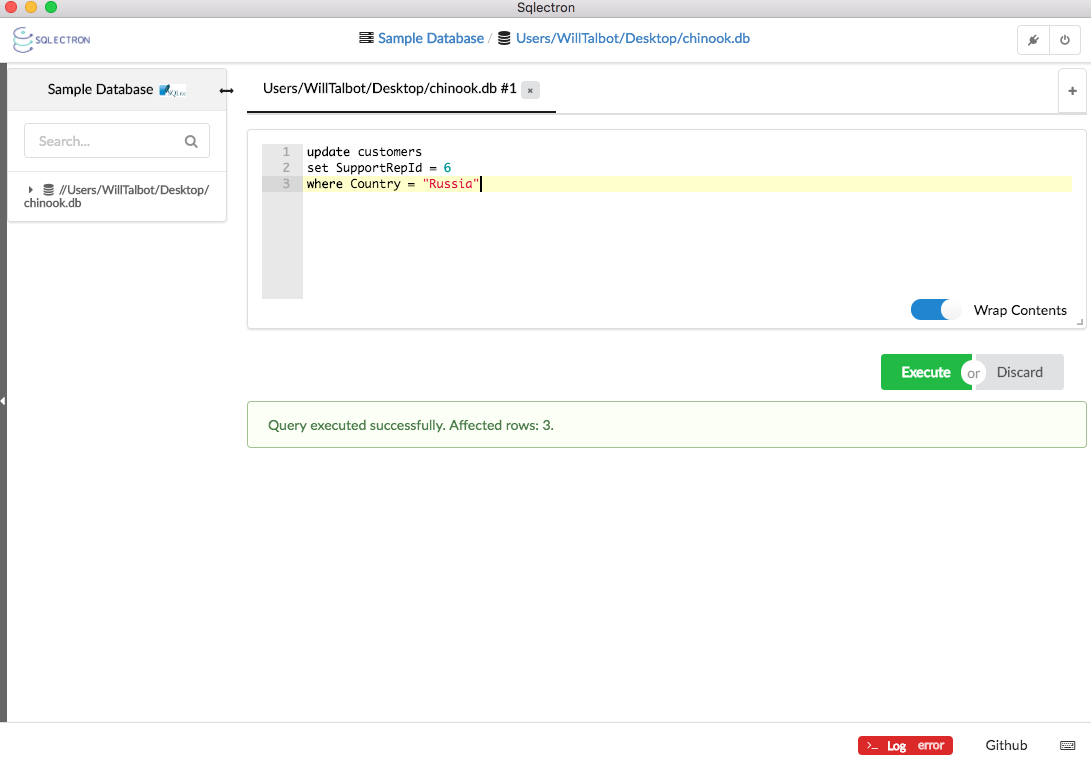 Sqlectron
SQLECTRON
Sample Database / Users/WillTalbot/Desktop/chinook.db
Sample Database SQLite
Users/WillTalbot/Desktop/chinook.db #1 ×
+
Search...
//Users/WillTalbot/Desktop/
chinook.db
1 update customers
2 set SupportRepId = 6
3 where Country = "Russia"
Wrap Contents
Execute or Discard
Query executed successfully. Affected rows: 3.
>_ Log error Github